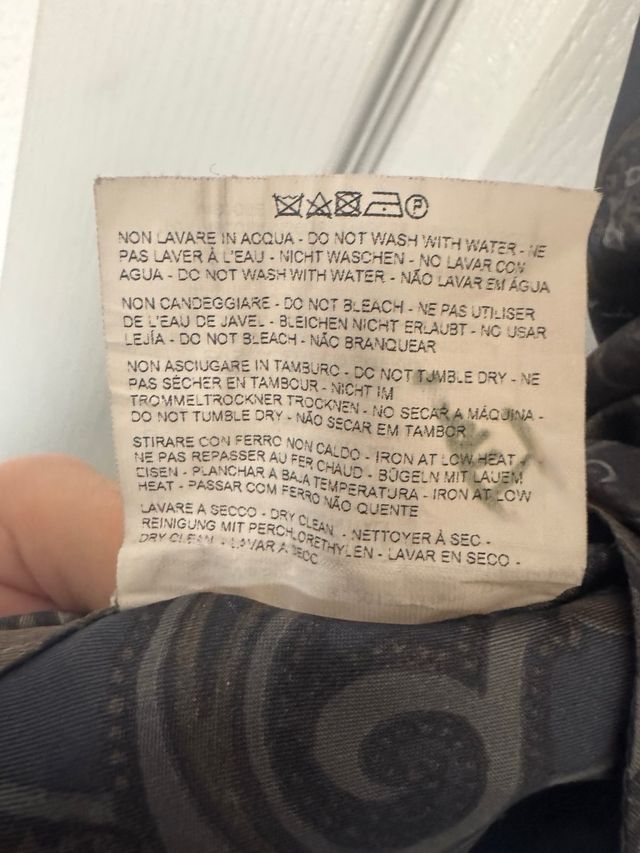 P
NON LAVARE IN ACQUA - DO NOT WASH WITH WATER - NE
PAS LAVER À L'EAU - NICHT WASCHEN - NO LAVAR CON
AGUA - DO NOT WASH WITH WATER - NÃO LAVAR EM ÁGUA
NON CANDEGGIARE - DO NOT BLEACH - NE PAS UTILISER
DE L'EAU DE JAVEL - BLEICHEN NICHT ERLAUBT - NO USAR
LEJÍA - DO NOT BLEACH - NÃO BRANQUEAR
NON ASCIUGARE IN TAMBURO - DO NOT TUMBLE DRY - NE
PAS SÉCHER EN TAMBOUR - NICHT IM
TROMMELTROCKNER TROCKNEN - NO SECAR A MÁQUINA -
DO NOT TUMBLE DRY - NÃO SECAR EM TAMBOR
STIRARE CON FERRO NON CALDO - IRON AT LOW HEAT -
NE PAS REPASSER AU FER CHAUD - BÜGELN MIT LAUEM
EISEN - PLANCHAR A BAJA TEMPERATURA - IRON AT LOW
HEAT - PASSAR COM FERRO NÃO QUENTE
LAVARE A SECCO - DRY CLEAN - NETTOYER À SEC -
REINIGUNG MIT PERCHLORETHYLEN - LAVAR EN SECO -
DRY CLEAN - LAVAR A SECO